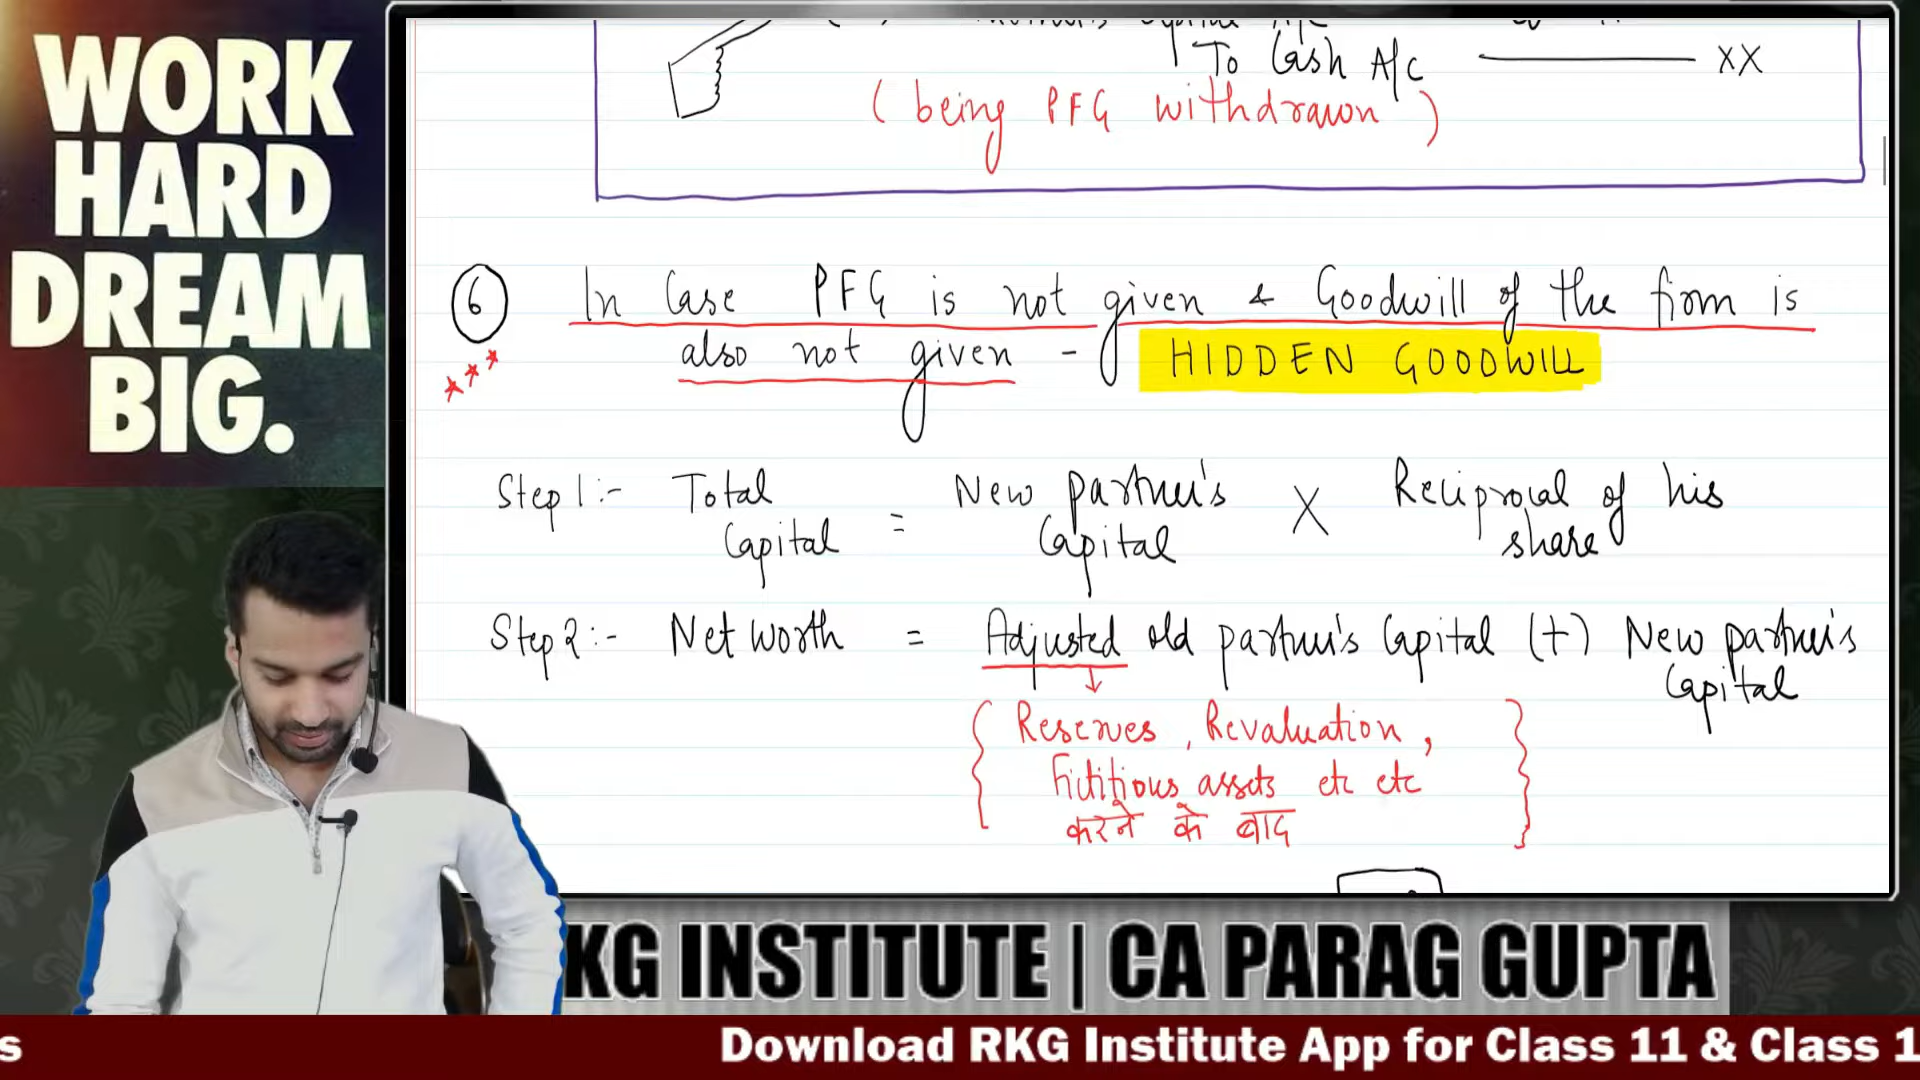 WORK
HARD
DREAM
BIG.
To Cash A/c XX
( being PFG withdrawn )
6 In Case PFG is not given & Goodwill of the firm is
also not given - HIDDEN GOODWILL
Step 1:- Total Capital = New partner's Capital X Reciprocal of his share
Step 2:- Net worth = Adjusted old partner's Capital (+) New partner's Capital
{ Reserves, Revaluation,
fictitious assets etc etc
करने के बाद }
KG INSTITUTE | CA PARAG GUPTA
s Download RKG Institute App for Class 11 & Class 1